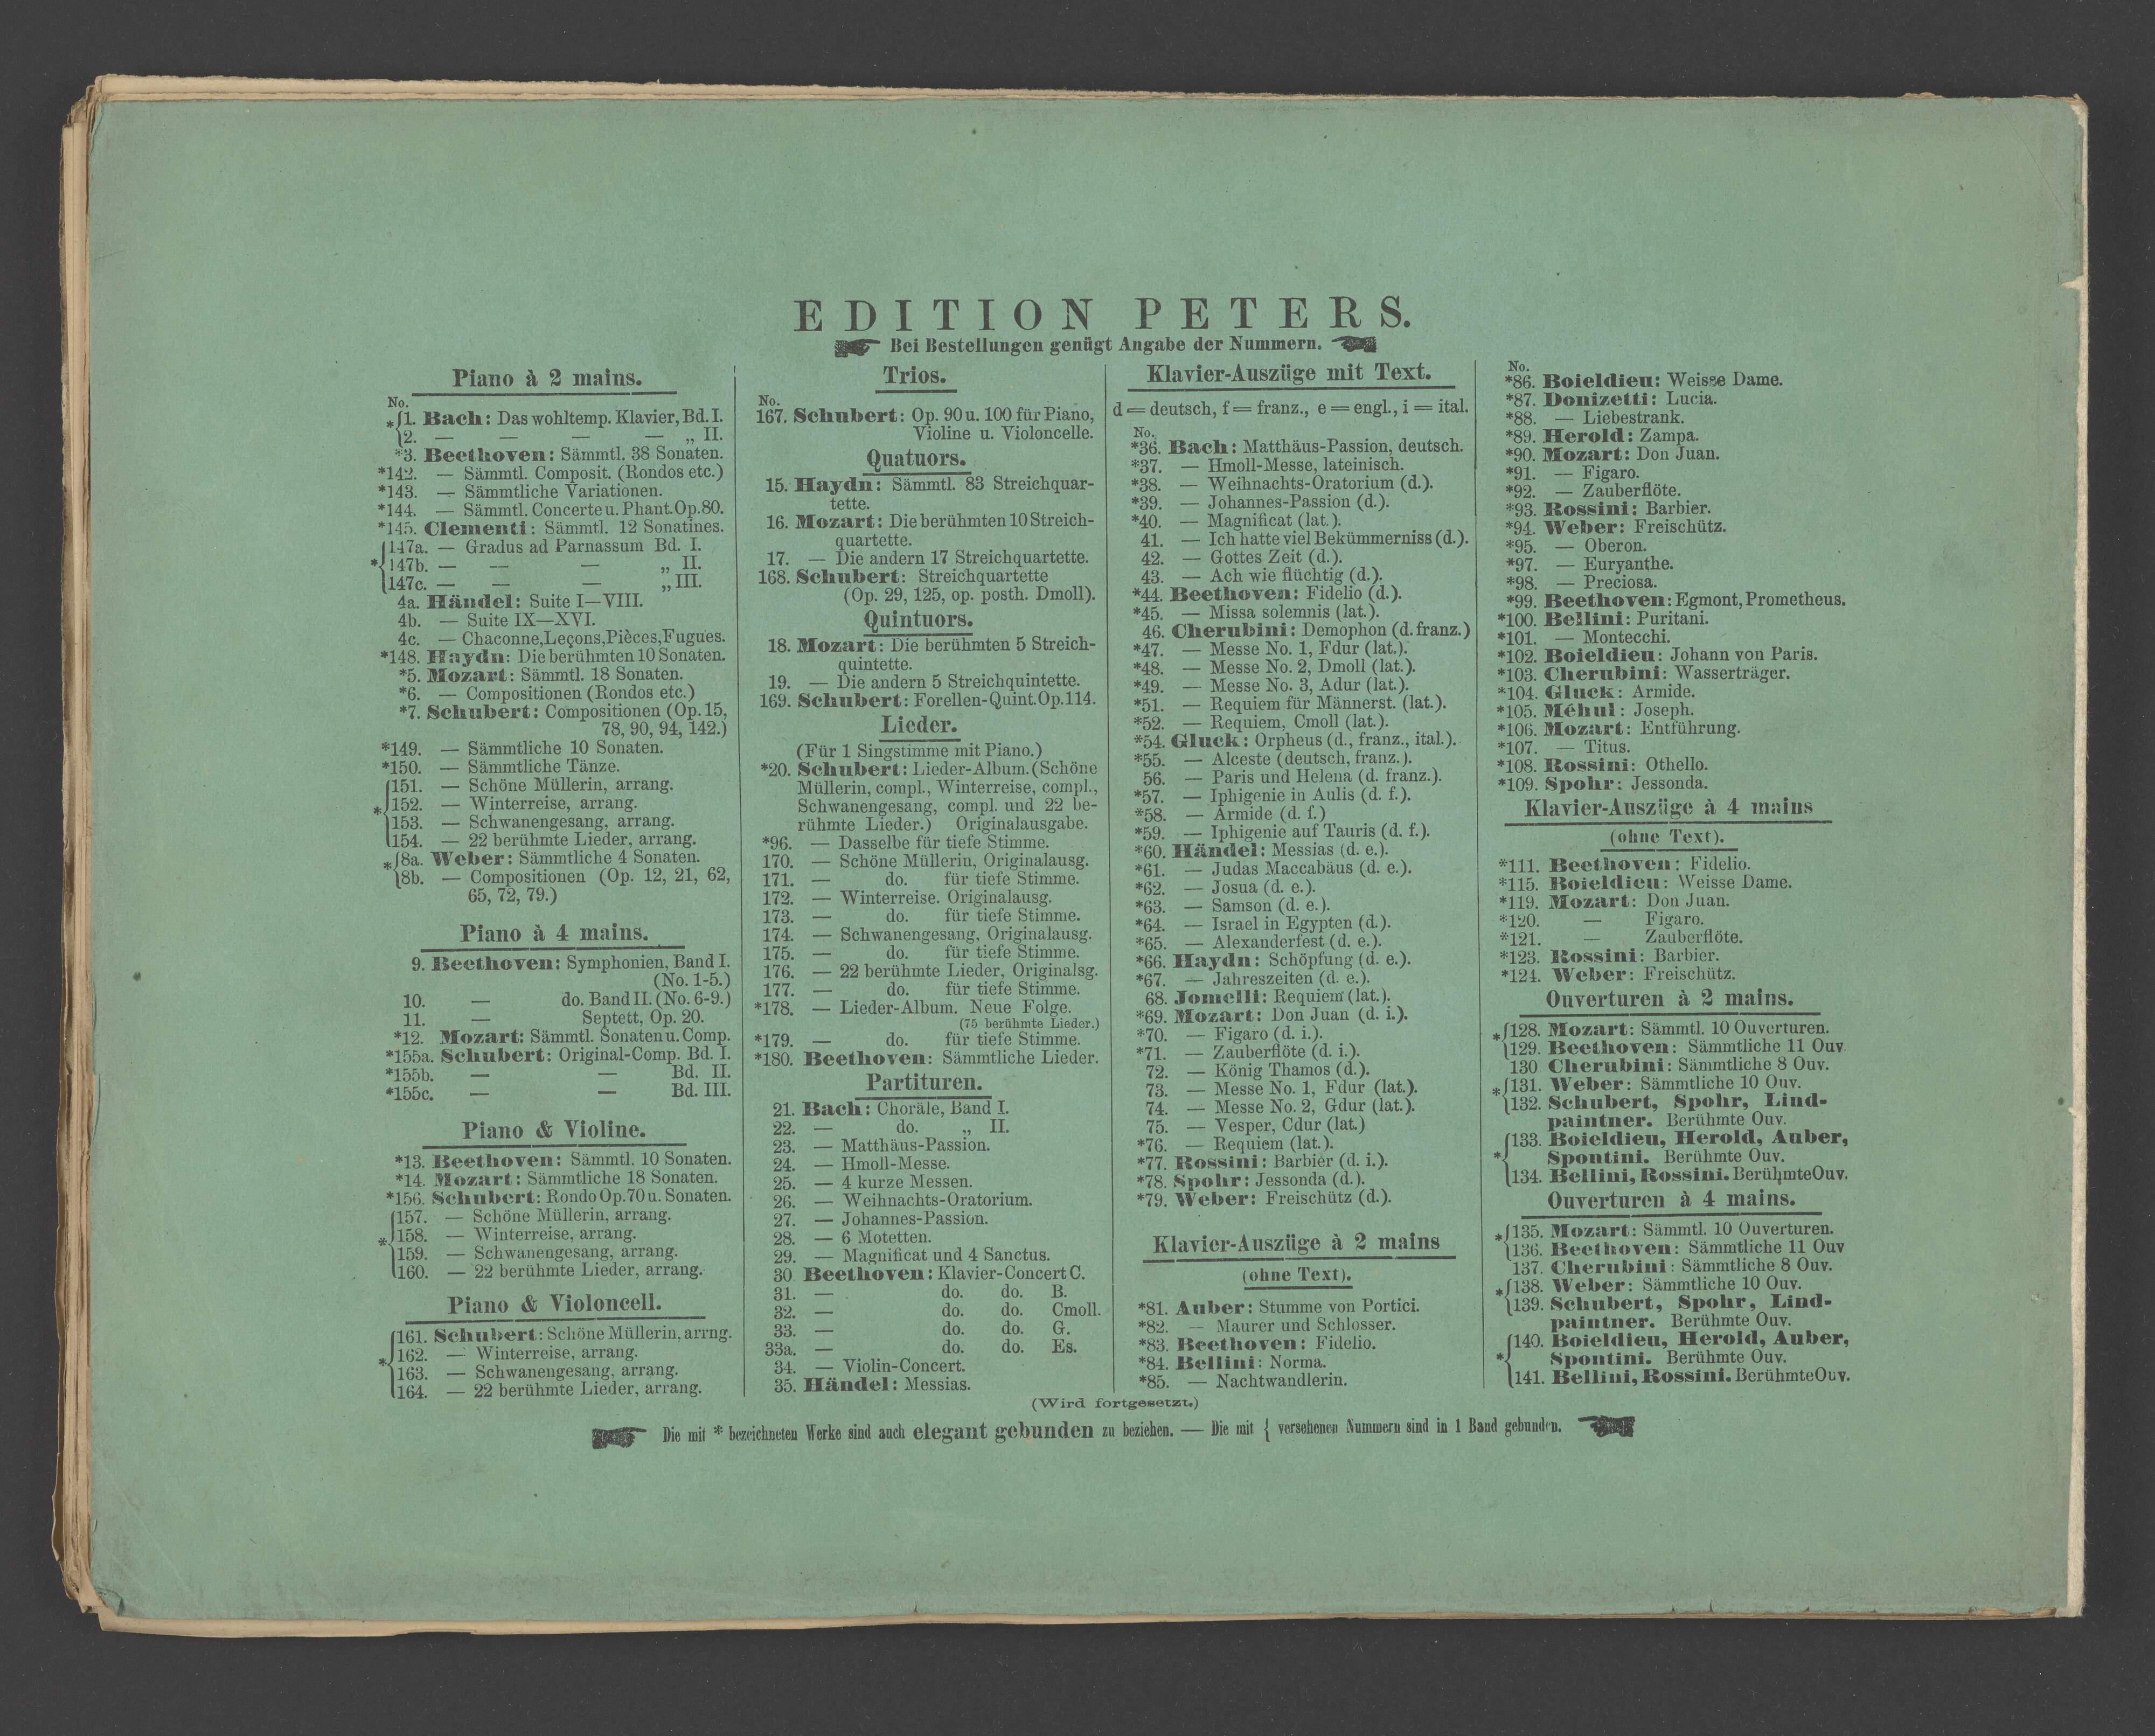 EDITION PETERS.
Bei Bestellungen genügt Angabe der Nummern.
Piano à 2 mains.
No.
*{1. Bach: Das wohltemp. Klavier, Bd. I.
{2. — — — — „ II.
*3. Beethoven: Sämmtl. 38 Sonaten.
*142. — Sämmtl. Composit. (Rondos etc.)
*143. — Sämmtliche Variationen.
*144. — Sämmtl. Concerte u. Phant. Op. 80.
*145. Clementi: Sämmtl. 12 Sonatines.
{147a. — Gradus ad Parnassum Bd. I.
*{147b. — — — „ II.
{147c. — — — „ III.
4a. Händel: Suite I—VIII.
4b. — Suite IX—XVI.
4c. — Chaconne, Leçons, Pièces, Fugues.
*148. Haydn: Die berühmten 10 Sonaten.
*5. Mozart: Sämmtl. 18 Sonaten.
*6. — Compositionen (Rondos etc.)
*7. Schubert: Compositionen (Op. 15,
78, 90, 94, 142.)
*149. — Sämmtliche 10 Sonaten.
*150. — Sämmtliche Tänze.
{151. — Schöne Müllerin, arrang.
*{152. — Winterreise, arrang.
{153. — Schwanengesang, arrang.
{154. — 22 berühmte Lieder, arrang.
*{8a. Weber: Sämmtliche 4 Sonaten.
{8b. — Compositionen (Op. 12, 21, 62,
65, 72, 79.)
Piano à 4 mains.
9. Beethoven: Symphonien, Band I.
(No. 1-5.)
10. — do. Band II. (No. 6-9.)
11. — Septett, Op. 20.
*12. Mozart: Sämmtl. Sonaten u. Comp.
*155a. Schubert: Original-Comp. Bd. I.
*155b. — — Bd. II.
*155c. — — Bd. III.
Piano & Violine.
*13. Beethoven: Sämmtl. 10 Sonaten.
*14. Mozart: Sämmtliche 18 Sonaten.
*156. Schubert: Rondo Op. 70 u. Sonaten.
{157. — Schöne Müllerin, arrang.
*{158. — Winterreise, arrang.
{159. — Schwanengesang, arrang.
{160. — 22 berühmte Lieder, arrang.
Piano & Violoncell.
{161. Schubert: Schöne Müllerin, arrng.
*{162. — Winterreise, arrang.
{163. — Schwanengesang, arrang.
{164. — 22 berühmte Lieder, arrang.
Trios.
No.
167. Schubert: Op. 90 u. 100 für Piano,
Violine u. Violoncelle.
Quatuors.
15. Haydn: Sämmtl. 83 Streichquar-
tette.
16. Mozart: Die berühmten 10 Streich-
quartette.
17. — Die andern 17 Streichquartette.
168. Schubert: Streichquartette
(Op. 29, 125, op. posth. Dmoll).
Quintuors.
18. Mozart: Die berühmten 5 Streich-
quintette.
19. — Die andern 5 Streichquintette.
169. Schubert: Forellen-Quint. Op. 114.
Lieder.
(Für 1 Singstimme mit Piano.)
*20. Schubert: Lieder-Album. (Schöne
Müllerin, compl., Winterreise, compl.,
Schwanengesang, compl. und 22 be-
rühmte Lieder.) Originalausgabe.
*96. — Dasselbe für tiefe Stimme.
170. — Schöne Müllerin, Originalausg.
171. — do. für tiefe Stimme.
172. — Winterreise. Originalausg.
173. — do. für tiefe Stimme.
174. — Schwanengesang, Originalausg.
175. — do. für tiefe Stimme.
176. — 22 berühmte Lieder, Originalsg.
177. — do. für tiefe Stimme.
*178. — Lieder-Album. Neue Folge.
(75 berühmte Lieder.)
*179. — do. für tiefe Stimme.
*180. Beethoven: Sämmtliche Lieder.
Partituren.
21. Bach: Choräle, Band I.
22. — do. „ II.
23. — Matthäus-Passion.
24. — Hmoll-Messe.
25. — 4 kurze Messen.
26. — Weihnachts-Oratorium.
27. — Johannes-Passion.
28. — 6 Motetten.
29. — Magnificat und 4 Sanctus.
30. Beethoven: Klavier-Concert C.
31. — do. do. B.
32. — do. do. Cmoll.
33. — do. do. G.
33a. — do. do. Es.
34. — Violin-Concert.
35. Händel: Messias.
Klavier-Auszüge mit Text.
d = deutsch, f = franz., e = engl., i = ital.
No.
*36. Bach: Matthäus-Passion, deutsch.
*37. — Hmoll-Messe, lateinisch.
*38. — Weihnachts-Oratorium (d.).
*39. — Johannes-Passion (d.).
*40. — Magnificat (lat.).
41. — Ich hatte viel Bekümmerniss (d.).
42. — Gottes Zeit (d.).
43. — Ach wie flüchtig (d.).
*44. Beethoven: Fidelio (d.).
*45. — Missa solemnis (lat.).
46. Cherubini: Demophon (d. franz.)
*47. — Messe No. 1, Fdur (lat.).
*48. — Messe No. 2, Dmoll (lat.).
*49. — Messe No. 3, Adur (lat.).
*51. — Requiem für Männerst. (lat.).
*52. — Requiem, Cmoll (lat.).
*54. Gluck: Orpheus (d., franz., ital.).
*55. — Alceste (deutsch, franz.).
56. — Paris und Helena (d. franz.).
*57. — Iphigenie in Aulis (d. f.).
*58. — Armide (d. f.)
*59. — Iphigenie auf Tauris (d. f.).
*60. Händel: Messias (d. e.).
*61. — Judas Maccabäus (d. e.).
*62. — Josua (d. e.).
*63. — Samson (d. e.).
*64. — Israel in Egypten (d.).
*65. — Alexanderfest (d. e.).
*66. Haydn: Schöpfung (d. e.).
*67. — Jahreszeiten (d. e.).
68. Jomelli: Requiem (lat.).
*69. Mozart: Don Juan (d. i.).
*70. — Figaro (d. i.).
*71. — Zauberflöte (d. i.).
72. — König Thamos (d.).
73. — Messe No. 1, Fdur (lat.).
74. — Messe No. 2, Gdur (lat.).
75. — Vesper, Cdur (lat.)
*76. — Requiem (lat.).
*77. Rossini: Barbier (d. i.).
*78. Spohr: Jessonda (d.).
*79. Weber: Freischütz (d.).
Klavier-Auszüge à 2 mains
(ohne Text).
*81. Auber: Stumme von Portici.
*82. — Maurer und Schlosser.
*83. Beethoven: Fidelio.
*84. Bellini: Norma.
*85. — Nachtwandlerin.
No.
*86. Boieldieu: Weisse Dame.
*87. Donizetti: Lucia.
*88. — Liebestrank.
*89. Herold: Zampa.
*90. Mozart: Don Juan.
*91. — Figaro.
*92. — Zauberflöte.
*93. Rossini: Barbier.
*94. Weber: Freischütz.
*95. — Oberon.
*97. — Euryanthe.
*98. — Preciosa.
*99. Beethoven: Egmont, Prometheus.
*100. Bellini: Puritani.
*101. — Montecchi.
*102. Boieldieu: Johann von Paris.
*103. Cherubini: Wasserträger.
*104. Gluck: Armide.
*105. Méhul: Joseph.
*106. Mozart: Entführung.
*107. — Titus.
*108. Rossini: Othello.
*109. Spohr: Jessonda.
Klavier-Auszüge à 4 mains
(ohne Text).
*111. Beethoven: Fidelio.
*115. Boieldieu: Weisse Dame.
*119. Mozart: Don Juan.
*120. — Figaro.
*121. — Zauberflöte.
*123. Rossini: Barbier.
*124. Weber: Freischütz.
Ouverturen à 2 mains.
*{128. Mozart: Sämmtl. 10 Ouverturen.
{129. Beethoven: Sämmtliche 11 Ouv.
130 Cherubini: Sämmtliche 8 Ouv.
*{131. Weber: Sämmtliche 10 Ouv.
{132. Schubert, Spohr, Lind-
paintner. Berühmte Ouv.
{133. Boieldieu, Herold, Auber,
*{ Spontini. Berühmte Ouv.
{134. Bellini, Rossini. Berühmte Ouv.
Ouverturen à 4 mains.
*{135. Mozart: Sämmtl. 10 Ouverturen.
{136. Beethoven: Sämmtliche 11 Ouv
137. Cherubini: Sämmtliche 8 Ouv.
*{138. Weber: Sämmtliche 10 Ouv.
{139. Schubert, Spohr, Lind-
paintner. Berühmte Ouv.
{140. Boieldieu, Herold, Auber,
*{ Spontini. Berühmte Ouv.
{141. Bellini, Rossini. Berühmte Ouv.
(Wird fortgesetzt.)
Die mit * bezeichneten Werke sind auch elegant gebunden zu beziehen. — Die mit { versehenen Nummern sind in 1 Band gebunden.